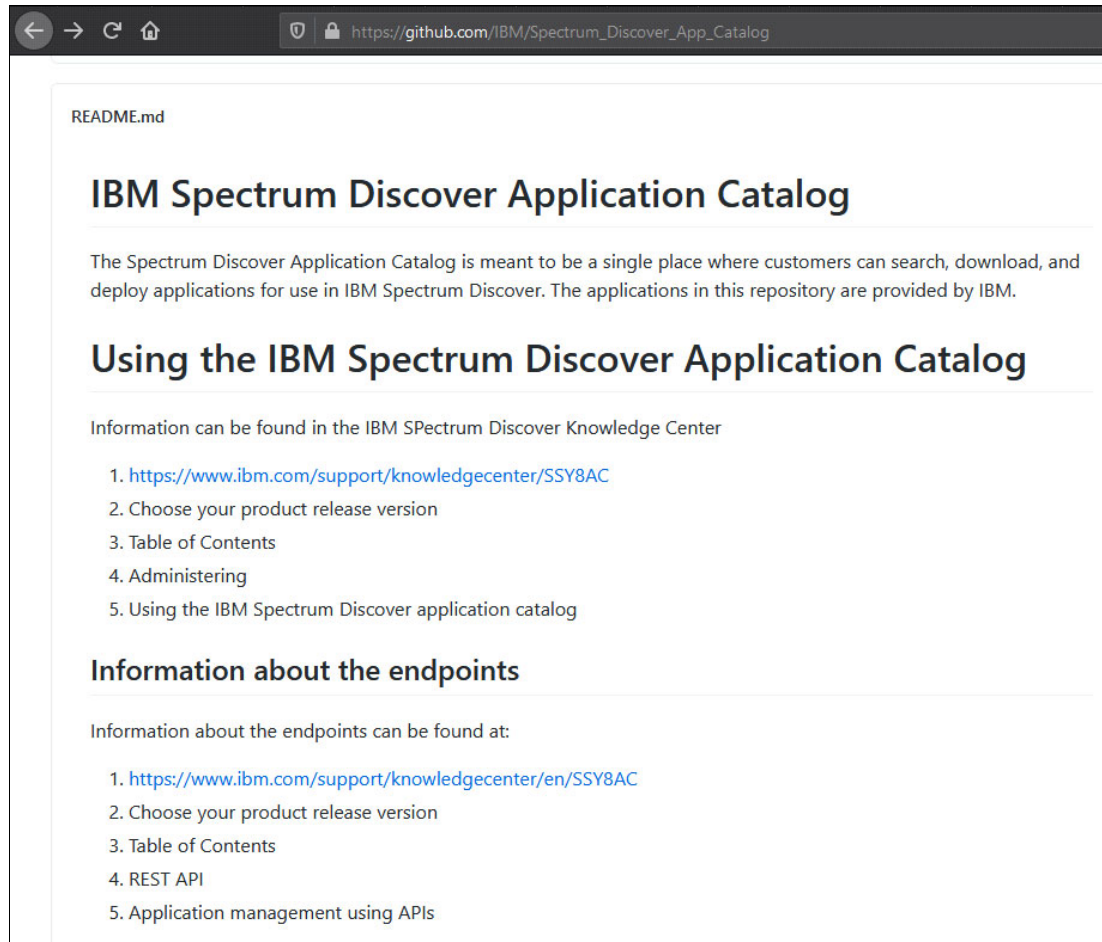 https://github.com/IBM/Spectrum_Discover_App_Catalog
README.md
IBM Spectrum Discover Application Catalog
The Spectrum Discover Application Catalog is meant to be a single place where customers can search, download, and
deploy applications for use in IBM Spectrum Discover. The applications in this repository are provided by IBM.
Using the IBM Spectrum Discover Application Catalog
Information can be found in the IBM SPectrum Discover Knowledge Center
1. https://www.ibm.com/support/knowledgecenter/SSY8AC
2. Choose your product release version
3. Table of Contents
4. Administering
5. Using the IBM Spectrum Discover application catalog
Information about the endpoints
Information about the endpoints can be found at:
1. https://www.ibm.com/support/knowledgecenter/en/SSY8AC
2. Choose your product release version
3. Table of Contents
4. REST API
5. Application management using APIs